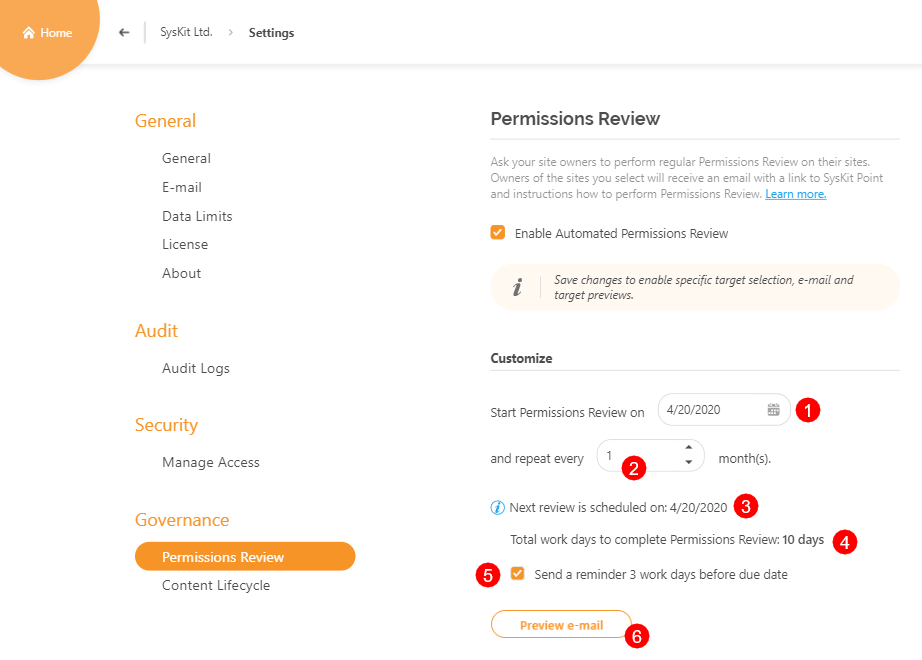 Home
SysKit Ltd. > Settings
General
General
E-mail
Data Limits
License
About
Audit
Audit Logs
Security
Manage Access
Governance
Permissions Review
Content Lifecycle
Permissions Review
Ask your site owners to perform regular Permissions Review on their sites.
Owners of the sites you select will receive an email with a link to SysKit Point
and instructions how to perform Permissions Review. Learn more.
Enable Automated Permissions Review
i Save changes to enable specific target selection, e-mail and
target previews.
Customize
Start Permissions Review on 4/20/2020 1
and repeat every 1 2 month(s).
i Next review is scheduled on: 4/20/2020 3
Total work days to complete Permissions Review: 10 days 4
5 Send a reminder 3 work days before due date
Preview e-mail 6